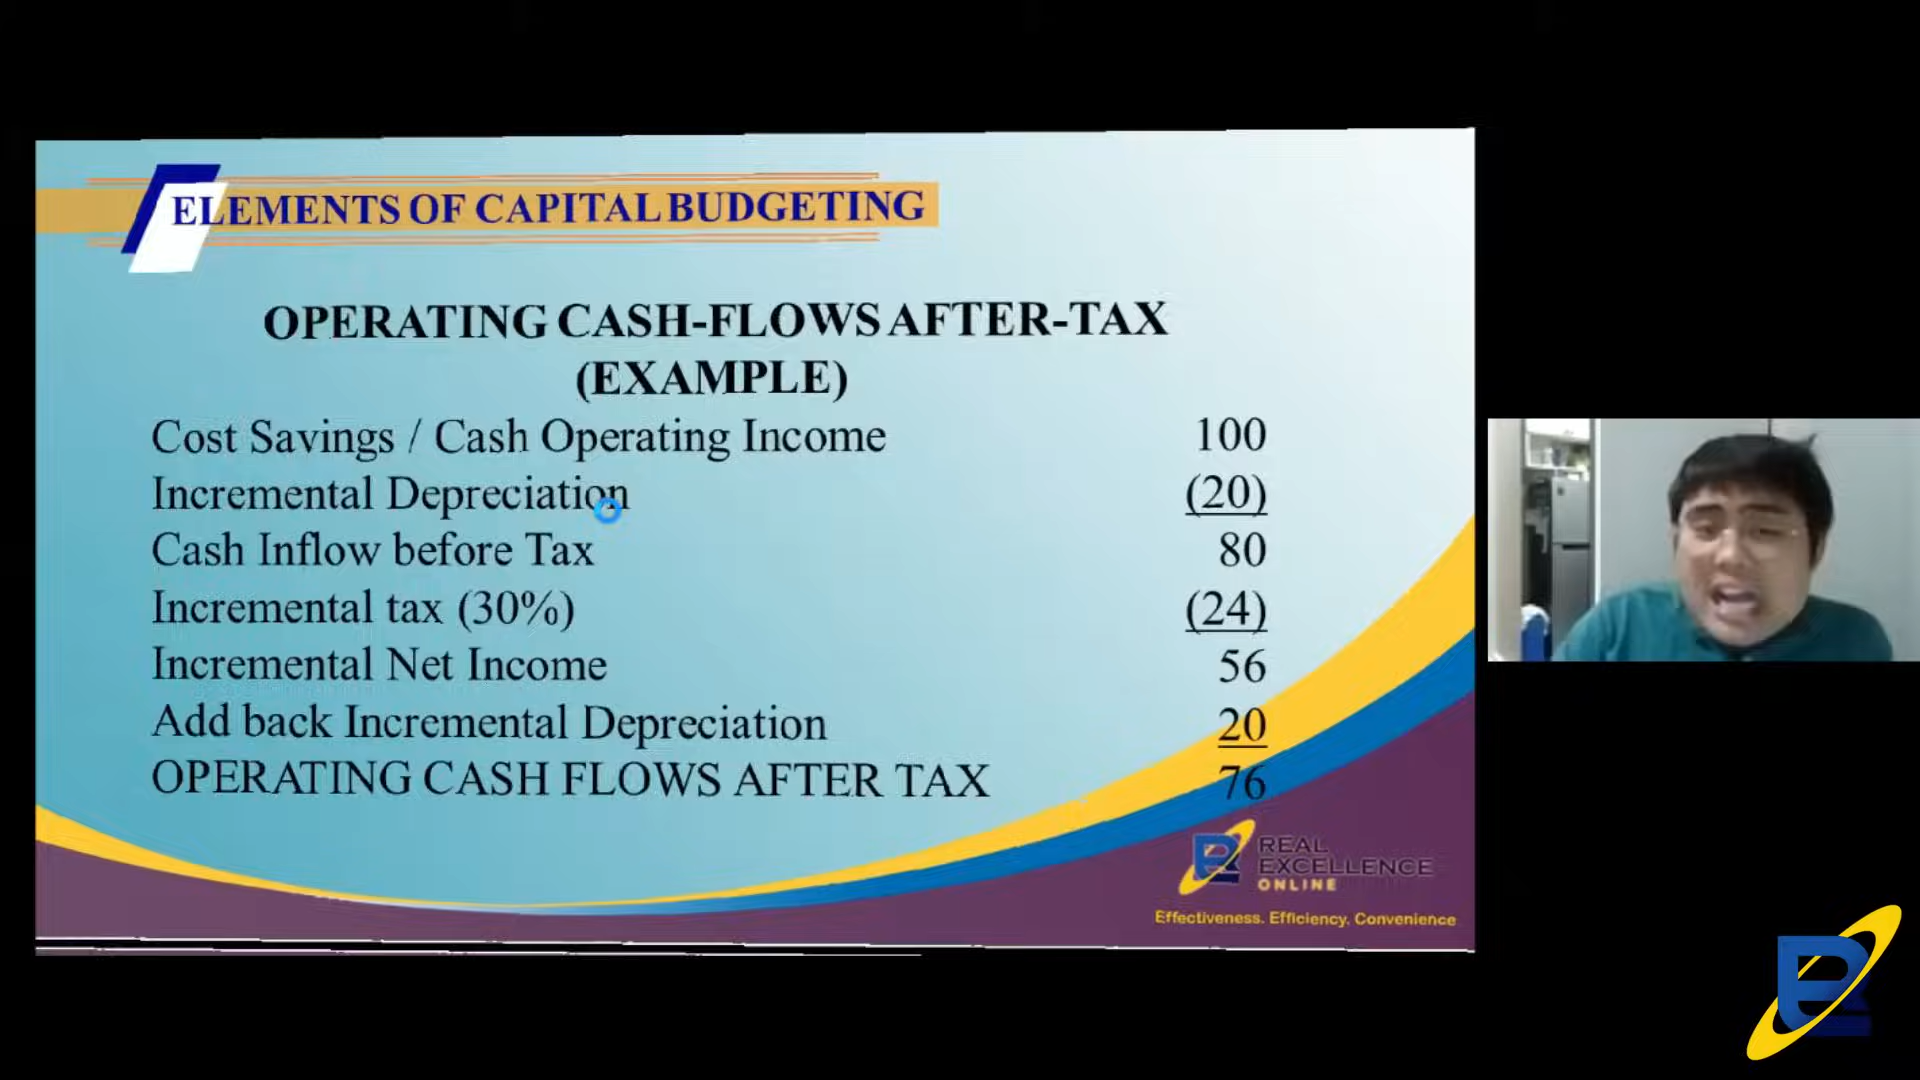 ELEMENTS OF CAPITAL BUDGETING
OPERATING CASH-FLOWS AFTER-TAX
(EXAMPLE)
Cost Savings / Cash Operating Income 100
Incremental Depreciation (20)
Cash Inflow before Tax 80
Incremental tax (30%) (24)
Incremental Net Income 56
Add back Incremental Depreciation 20
OPERATING CASH FLOWS AFTER TAX 76
REAL
EXCELLENCE
ONLINE
Effectiveness. Efficiency. Convenience